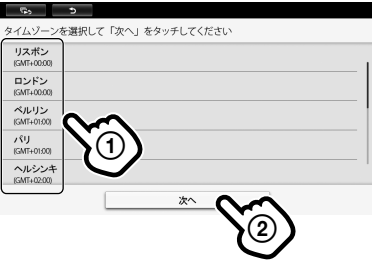 タイムゾーンを選択して「次へ」をタッチしてください
リスボン
(GMT+00:00)
ロンドン
(GMT+00:00)
ベルリン
(GMT+01:00)
パリ
(GMT+01:00)
ヘルシンキ
(GMT+02:00)
①
次へ
②